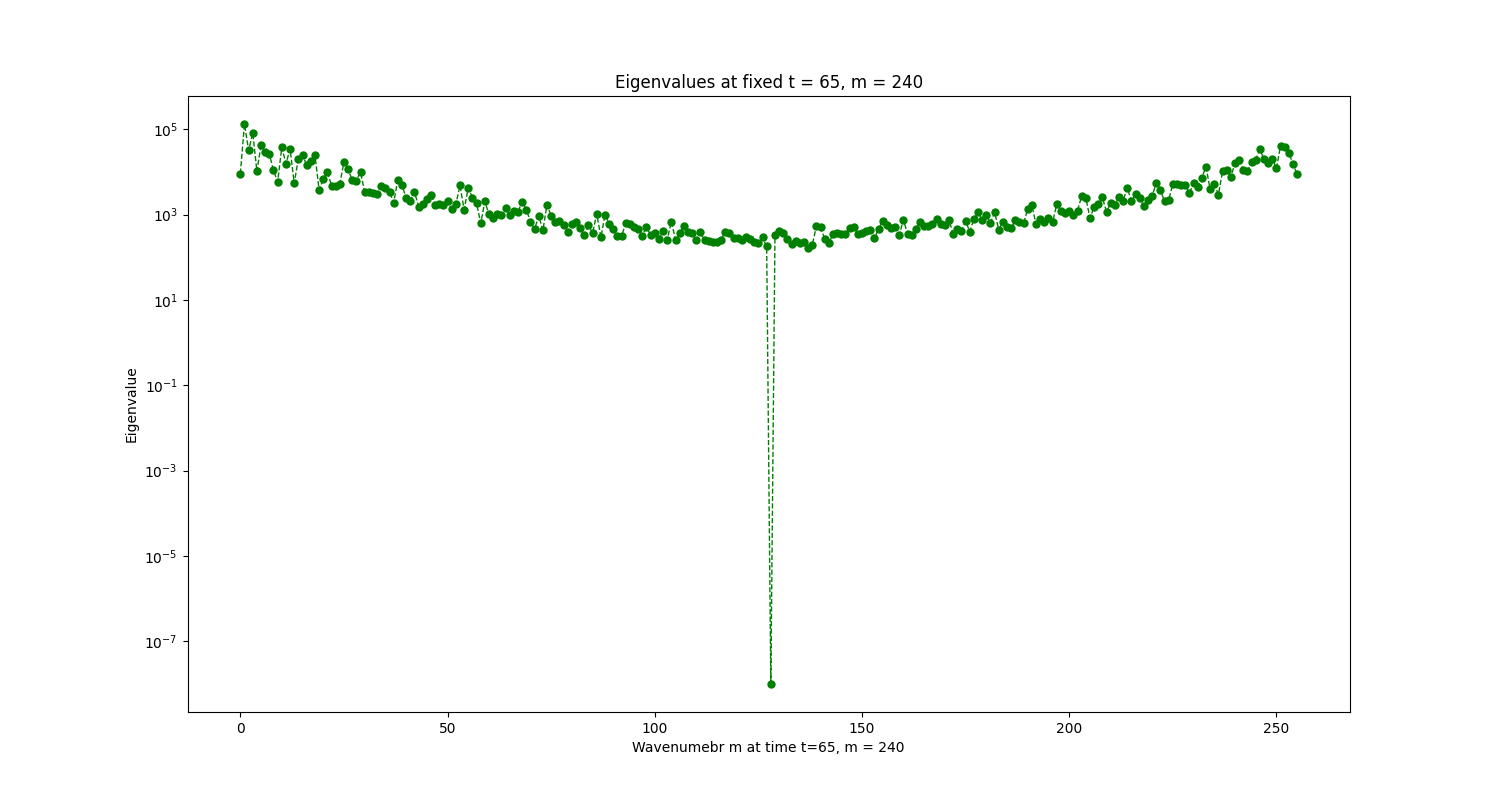 Eigenvalues at fixed t = 65, m = 240
10^5
10^3
10^1
10^-1
10^-3
10^-5
10^-7
Eigenvalue
0 50 100 150 200 250
Wavenumebr m at time t=65, m = 240